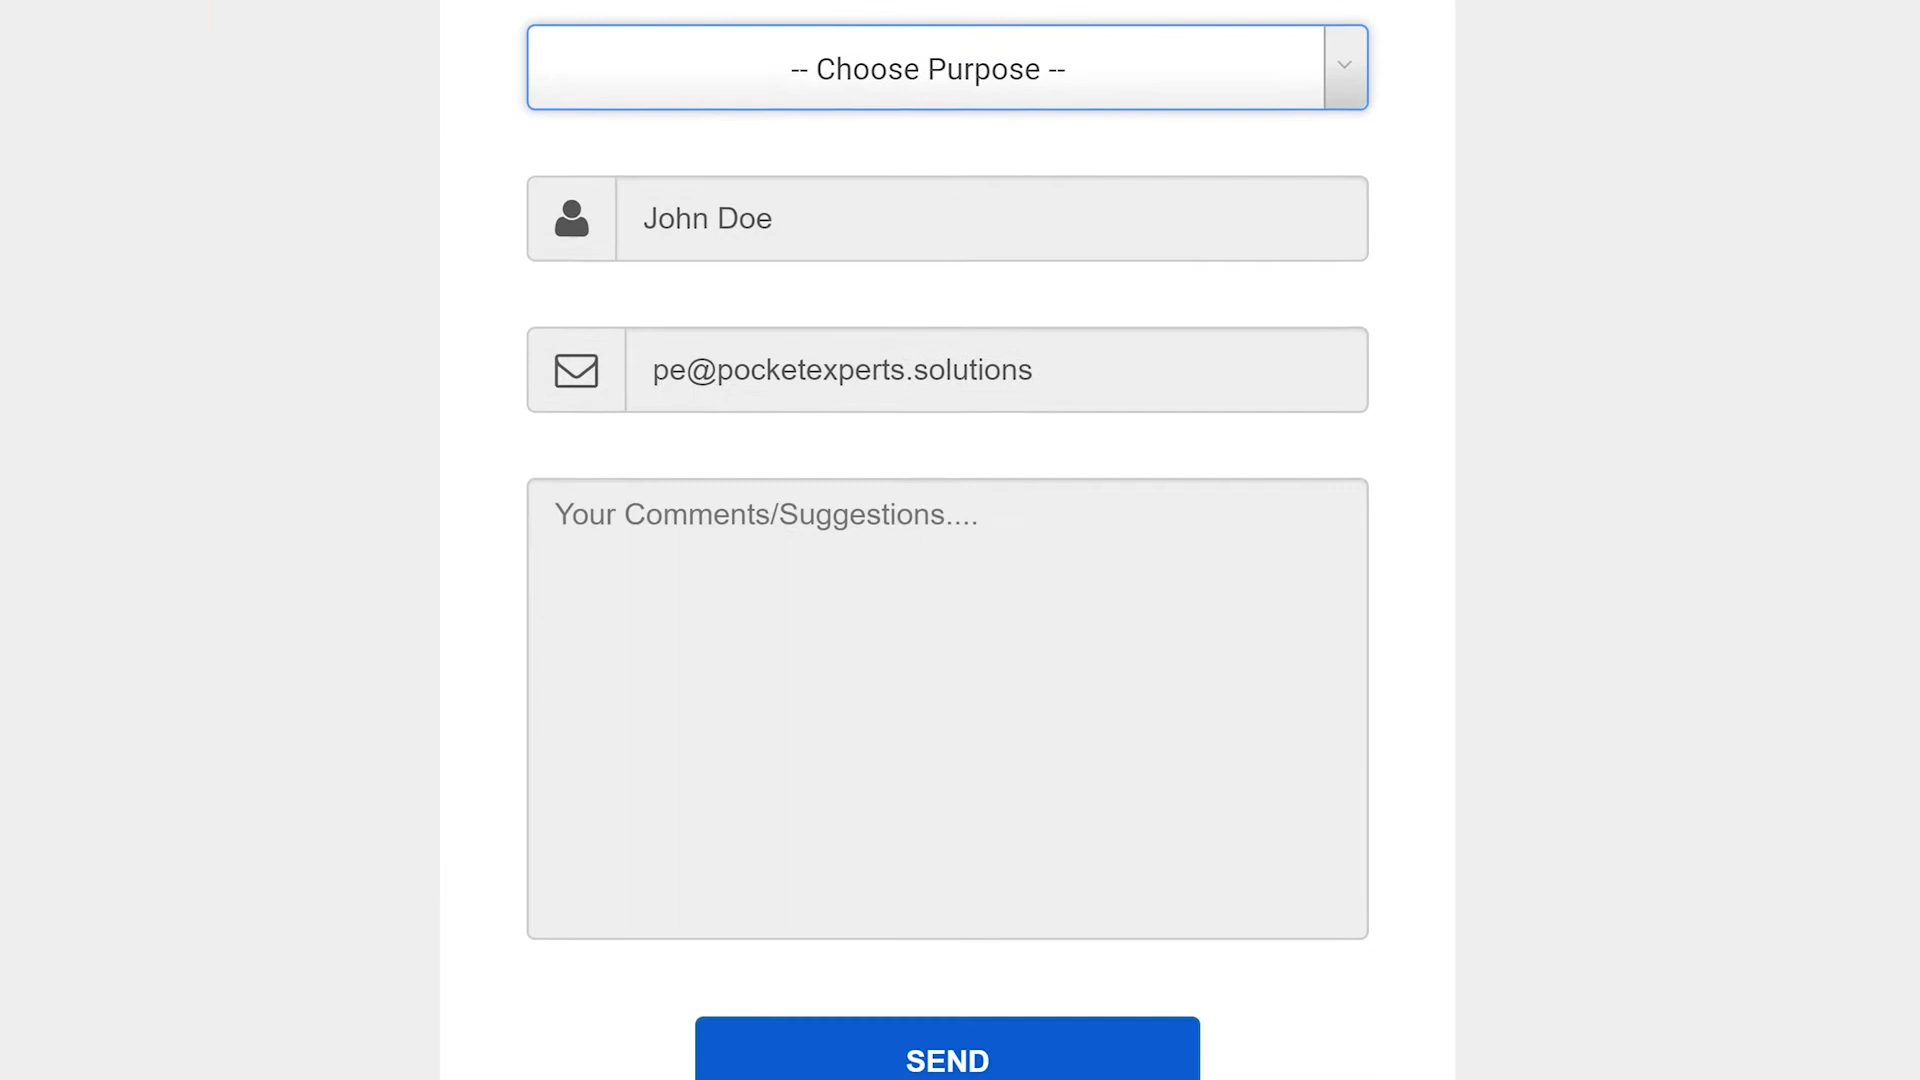 -- Choose Purpose --
John Doe
pe@pocketexperts.solutions
Your Comments/Suggestions....
SEND